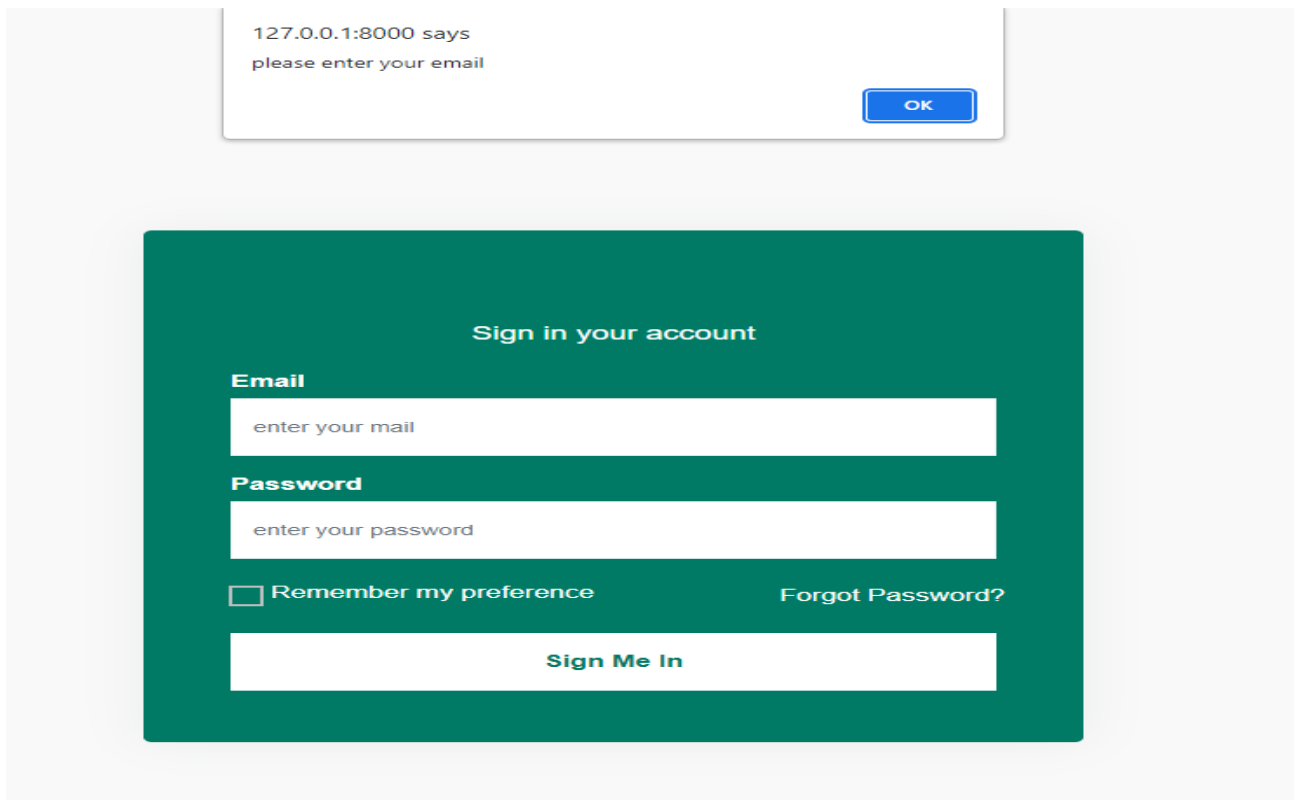 127.0.0.1:8000 says
please enter your email
OK
Sign in your account
Email
enter your mail
Password
enter your password
Remember my preference
Forgot Password?
Sign Me In